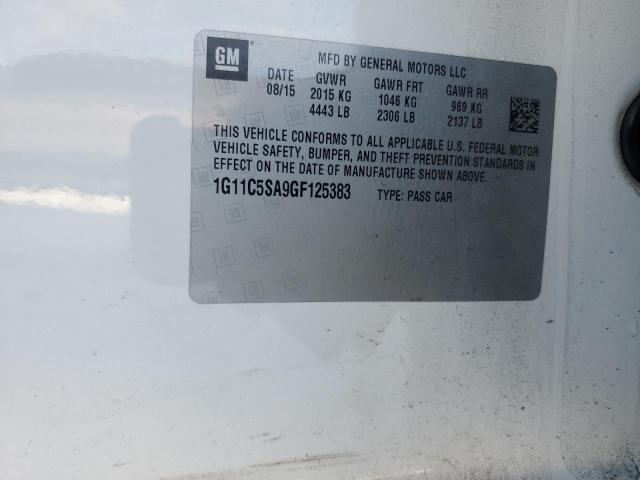 GM
MFD BY GENERAL MOTORS LLC
DATE GVWR GAWR FRT GAWR RR
08/15 2015 KG 1046 KG 969 KG
4443 LB 2306 LB 2137 LB
THIS VEHICLE CONFORMS TO ALL APPLICABLE U.S. FEDERAL MOTOR
VEHICLE SAFETY, BUMPER, AND THEFT PREVENTION STANDARDS IN
EFFECT ON THE DATE OF MANUFACTURE SHOWN ABOVE.
1G11C5SA9GF125383 TYPE: PASS CAR